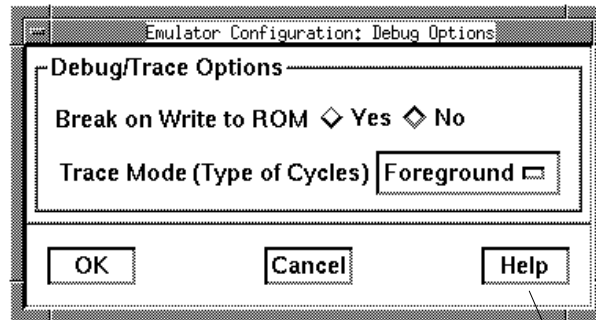 Emulator Configuration: Debug Options
Debug/Trace Options
Break on Write to ROM Yes No
Trace Mode (Type of Cycles) Foreground
OK Cancel Help